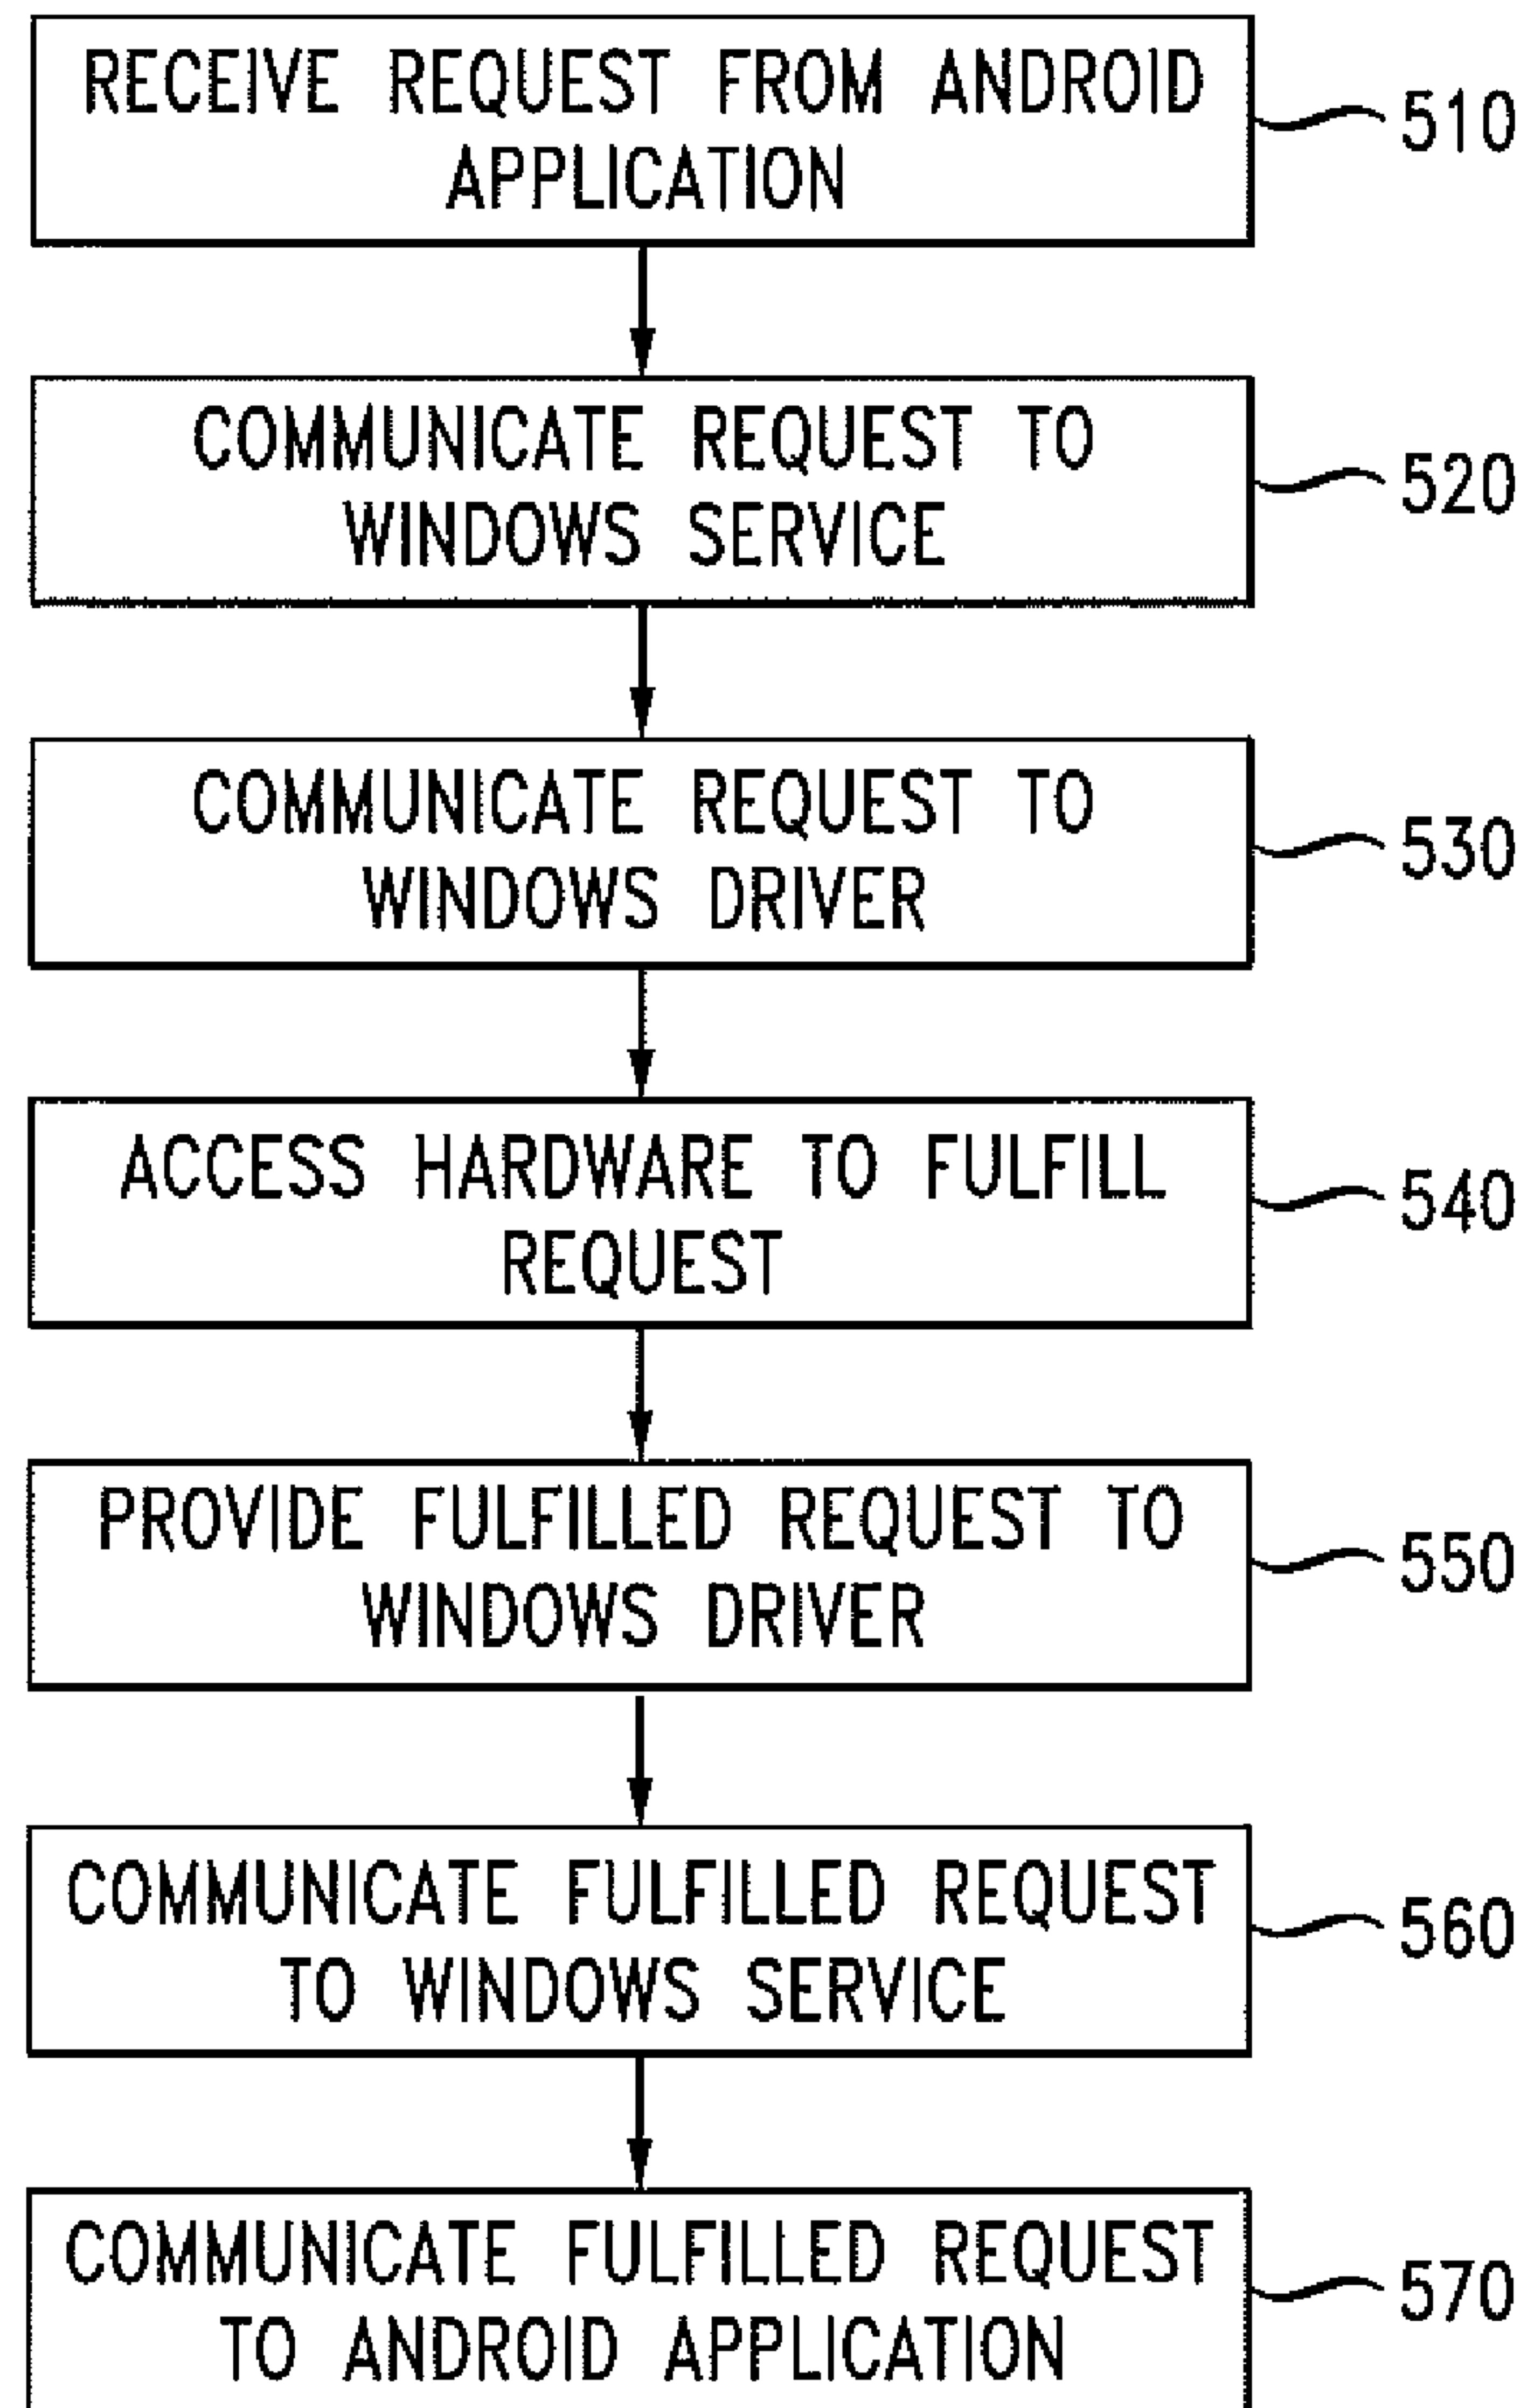 RECEIVE REQUEST FROM ANDROID
APPLICATION
510
COMMUNICATE REQUEST TO
WINDOWS SERVICE
520
COMMUNICATE REQUEST TO
WINDOWS DRIVER
530
ACCESS HARDWARE TO FULFILL
REQUEST
540
PROVIDE FULFILLED REQUEST TO
WINDOWS DRIVER
550
COMMUNICATE FULFILLED REQUEST
TO WINDOWS SERVICE
560
COMMUNICATE FULFILLED REQUEST
TO ANDROID APPLICATION
570